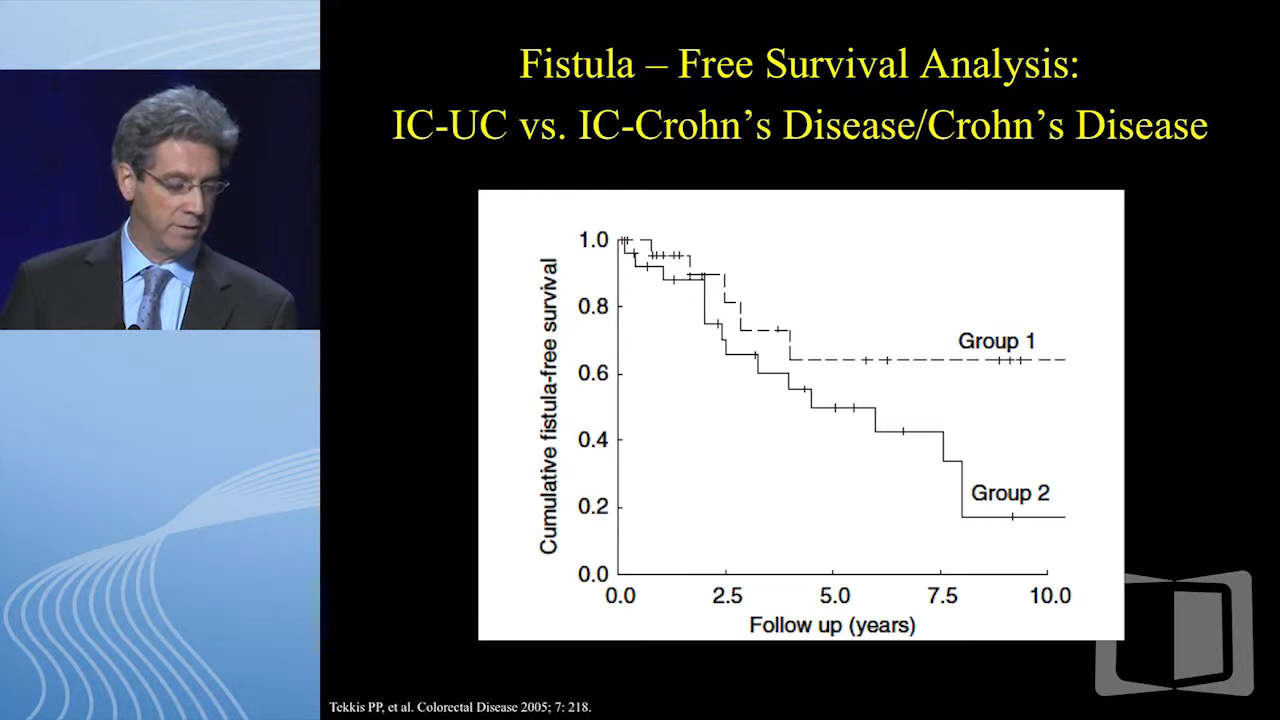 Fistula – Free Survival Analysis:
IC-UC vs. IC-Crohn’s Disease/Crohn’s Disease
Cumulative fistula-free survival
1.0
0.8
0.6
0.4
0.2
0.0
Group 1
Group 2
0.0 2.5 5.0 7.5 10.0
Follow up (years)
Tekkis PP, et al. Colorectal Disease 2005; 7: 218.